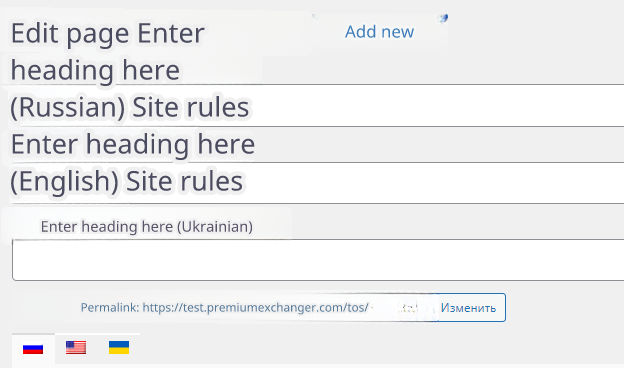 Edit page Enter
Add new
heading here
(Russian) Site rules
Enter heading here
(English) Site rules
Enter heading here (Ukrainian)
Permalink: https://test.premiumexchanger.com/tos/ Изменить